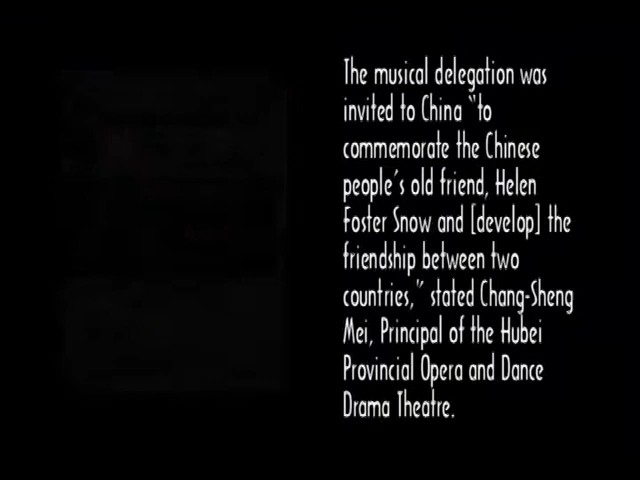 The musical delegation was
invited to China “to
commemorate the Chinese
people’s old friend, Helen
Foster Snow and [develop] the
friendship between two
countries,” stated Chang-Sheng
Mei, Principal of the Hubei
Provincial Opera and Dance
Drama Theatre.